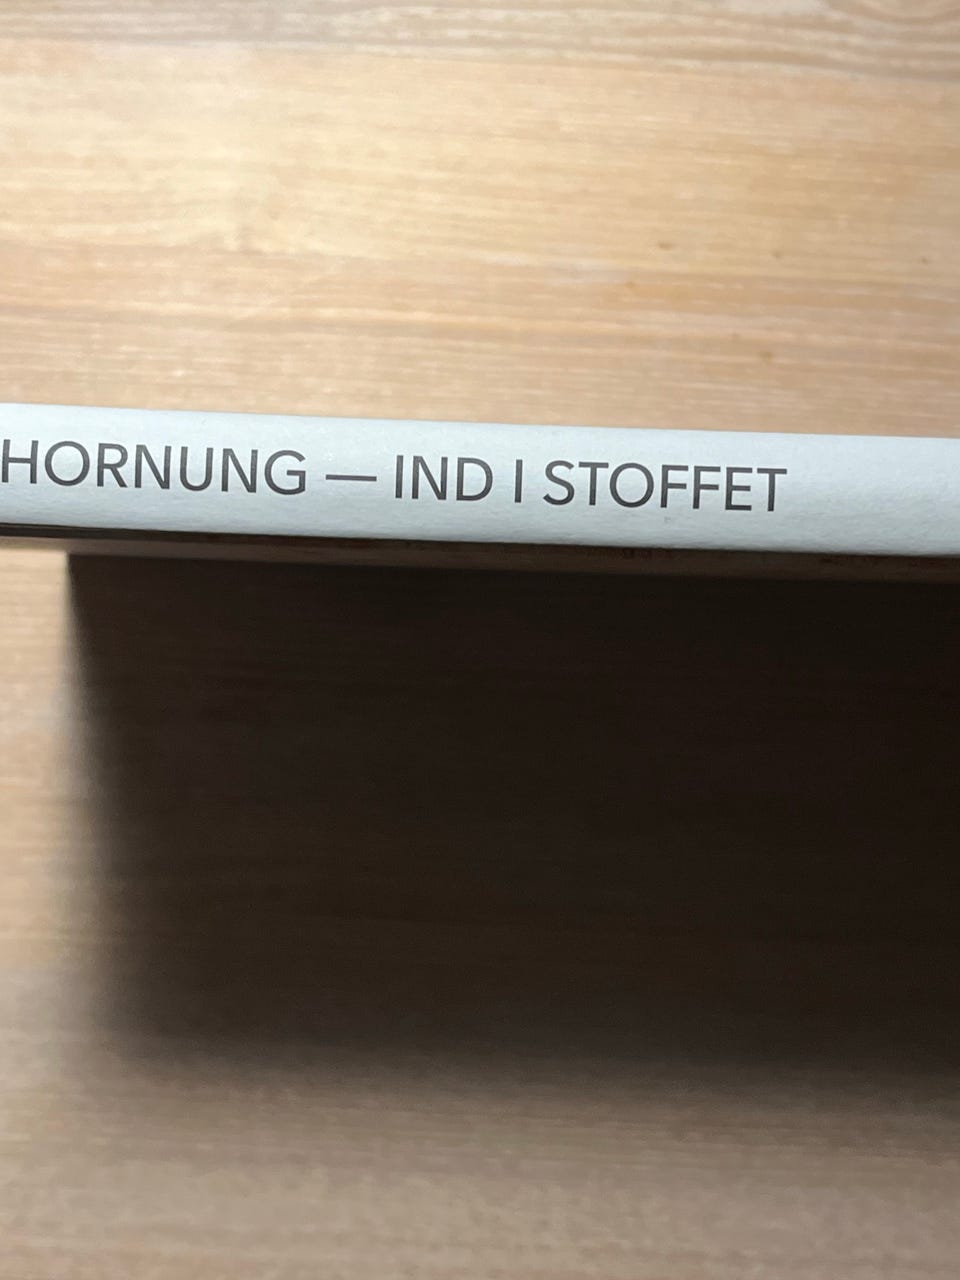 HORNUNG — IND I STOFFET